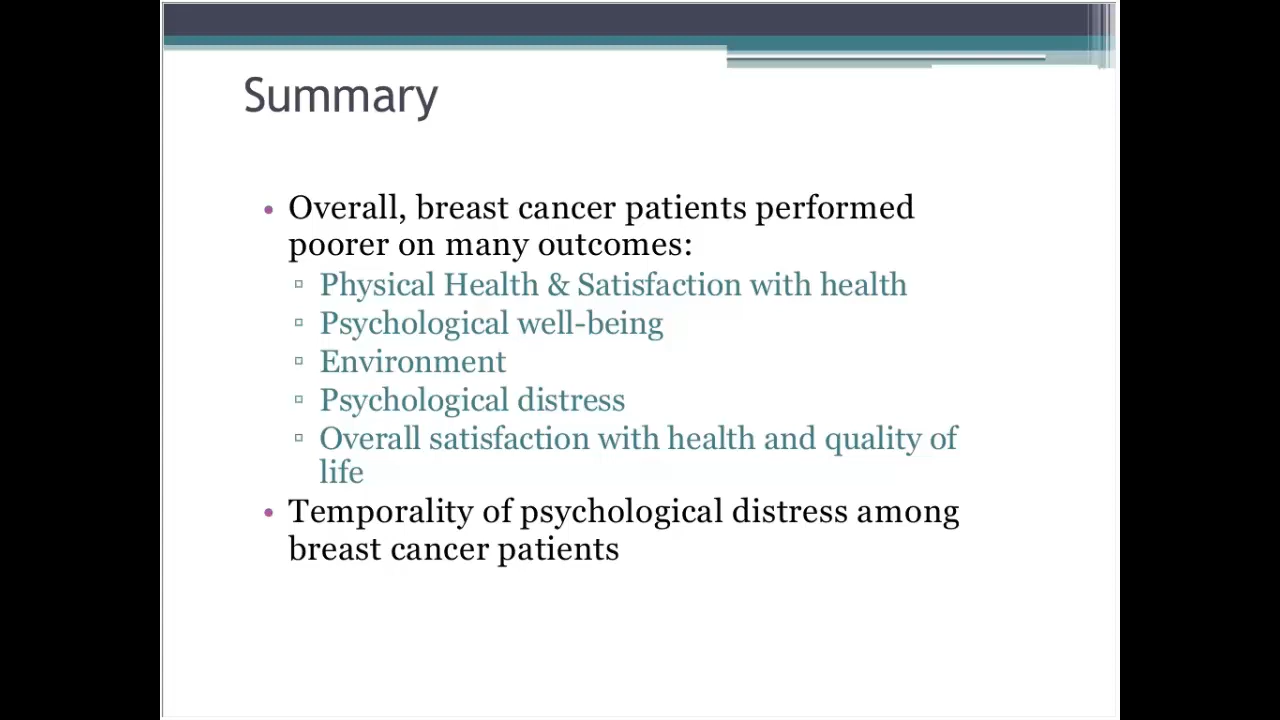 Summary
• Overall, breast cancer patients performed
poorer on many outcomes:
▫ Physical Health & Satisfaction with health
▫ Psychological well-being
▫ Environment
▫ Psychological distress
▫ Overall satisfaction with health and quality of
life
• Temporality of psychological distress among
breast cancer patients